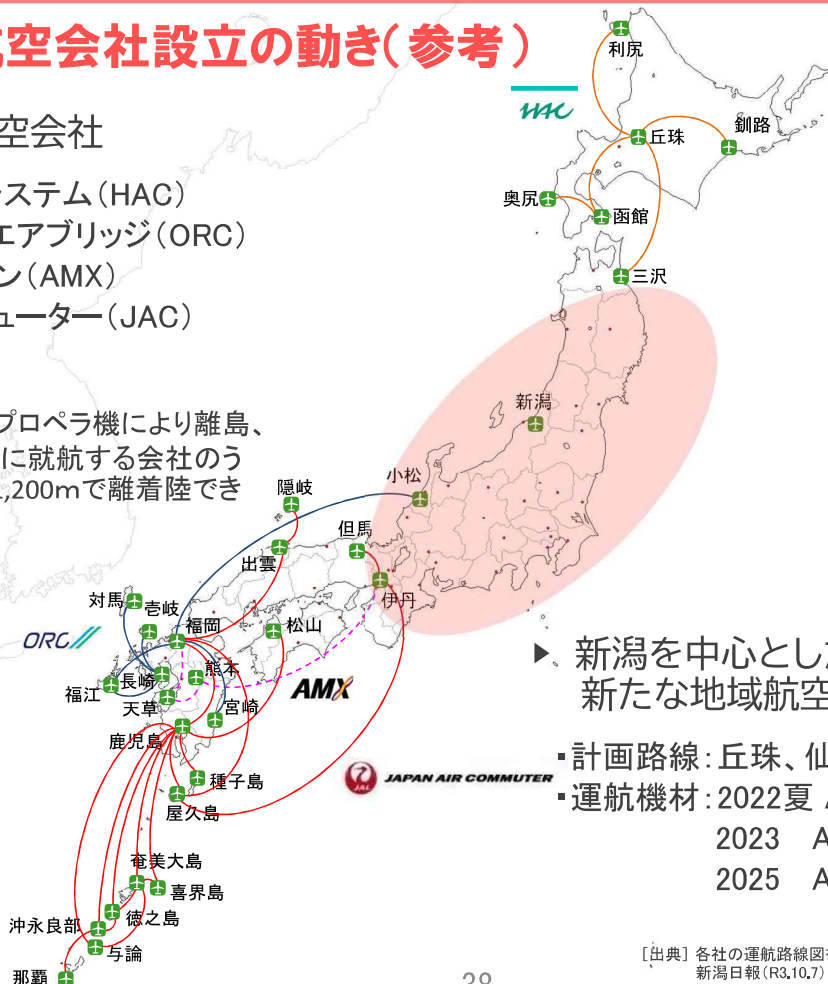 航空会社設立の動き(参考)
空会社
ステム(HAC)
エアブリッジ(ORC)
ン(AMX)
ューター(JAC)
プロペラ機により離島、
に就航する会社のう
,200mで離着陸でき
HAC
利尻
丘珠
釧路
奥尻
函館
三沢
新潟
小松
隠岐
但馬
出雲
伊丹
対馬
壱岐
福岡
松山
ORC
長崎
熊本
福江
天草
宮崎
AMX
鹿児島
種子島
屋久島
JAL
JAPAN AIR COMMUTER
奄美大島
喜界島
徳之島
沖永良部
与論
那覇
▶ 新潟を中心とした
新たな地域航空
▪計画路線:丘珠、仙
▪運航機材:2022夏 A
2023 A
2025 A
[出典] 各社の運航路線図を
新潟日報(R3.10.7)